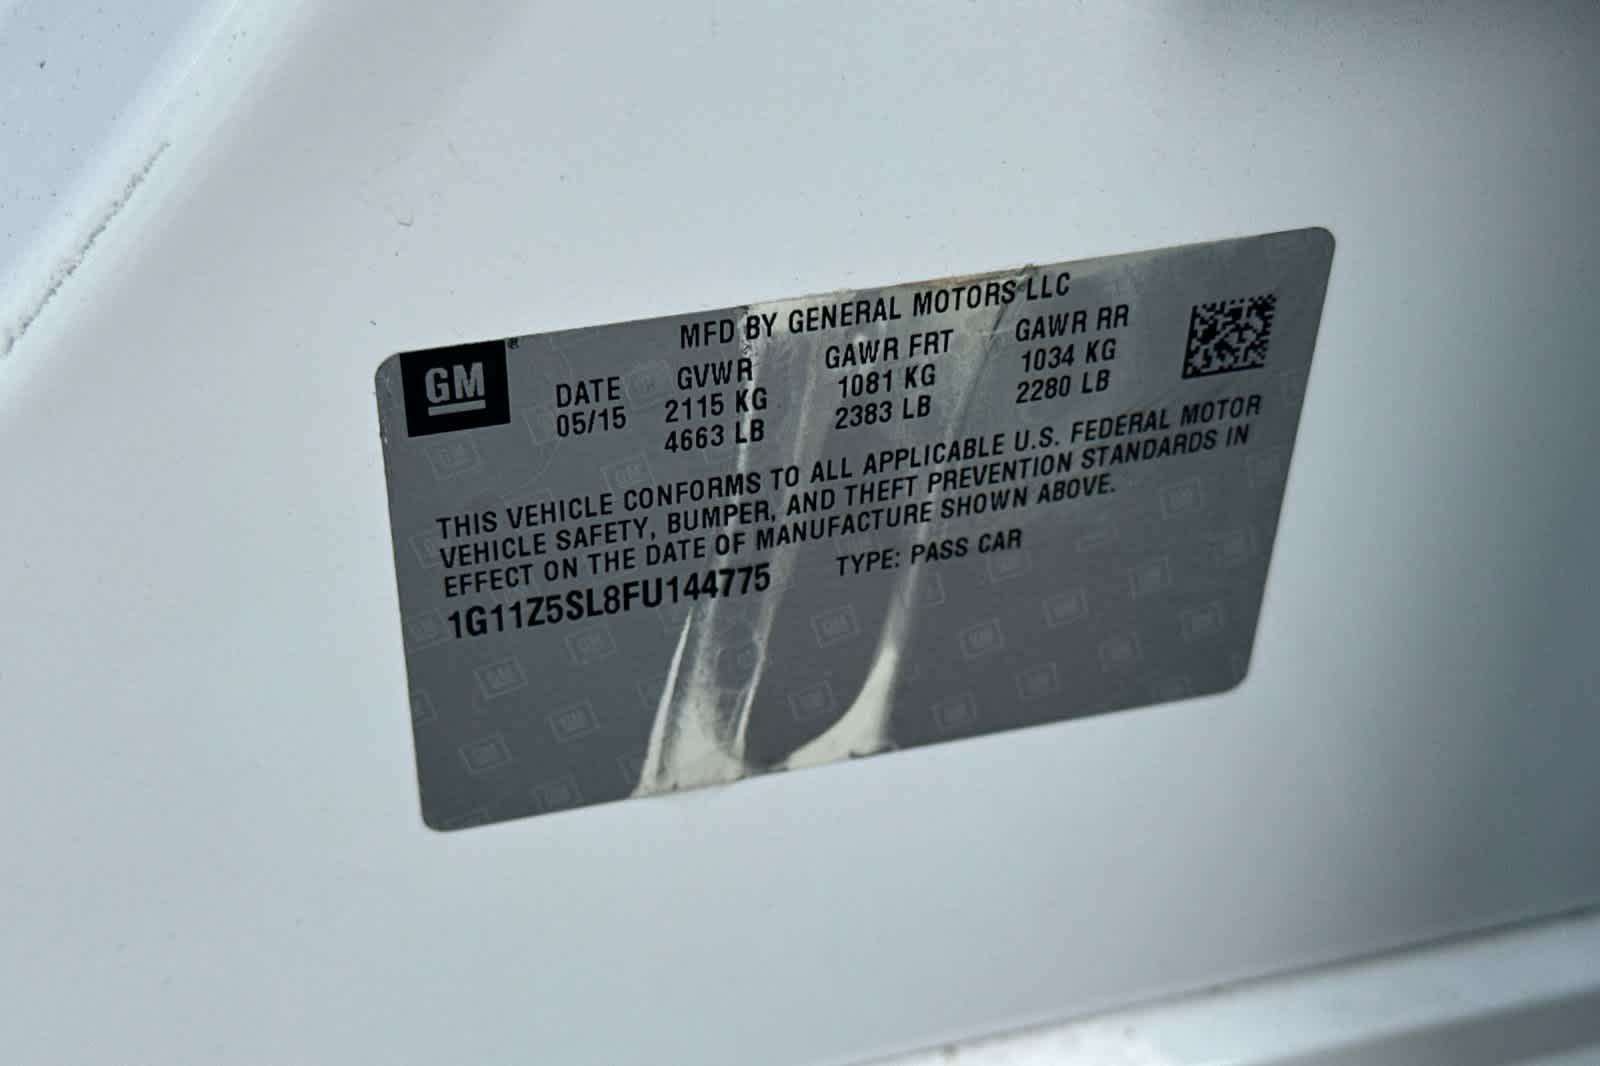 MFD BY GENERAL MOTORS LLC
GM
DATE GVWR GAWR FRT GAWR RR
05/15 2115 KG 1081 KG 1034 KG
4663 LB 2383 LB 2280 LB
THIS VEHICLE CONFORMS TO ALL APPLICABLE U.S. FEDERAL MOTOR
VEHICLE SAFETY, BUMPER, AND THEFT PREVENTION STANDARDS IN
EFFECT ON THE DATE OF MANUFACTURE SHOWN ABOVE.
1G11Z5SL8FU144775 TYPE: PASS CAR